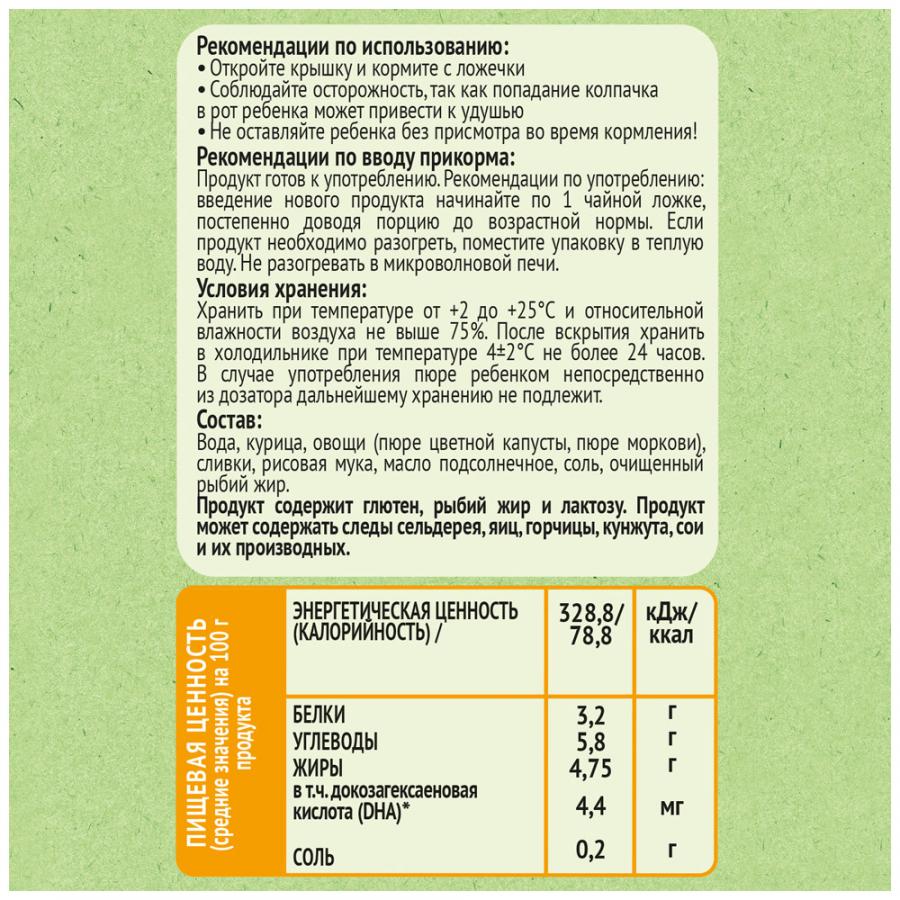 Рекомендации по использованию:
• Откройте крышку и кормите с ложечки
• Соблюдайте осторожность, так как попадание колпачка
в рот ребенка может привести к удушью
• Не оставляйте ребенка без присмотра во время кормления!
Рекомендации по вводу прикорма:
Продукт готов к употреблению. Рекомендации по употреблению:
введение нового продукта начинайте по 1 чайной ложке,
постепенно доводя порцию до возрастной нормы. Если
продукт необходимо разогреть, поместите упаковку в теплую
воду. Не разогревать в микроволновой печи.
Условия хранения:
Хранить при температуре от +2 до +25°С и относительной
влажности воздуха не выше 75%. После вскрытия хранить
в холодильнике при температуре 4±2°С не более 24 часов.
В случае употребления пюре ребенком непосредственно
из дозатора дальнейшему хранению не подлежит.
Состав:
Вода, курица, овощи (пюре цветной капусты, пюре моркови),
сливки, рисовая мука, масло подсолнечное, соль, очищенный
рыбий жир.
Продукт содержит глютен, рыбий жир и лактозу. Продукт
может содержать следы сельдерея, яиц, горчицы, кунжута, сои
и их производных.
ПИЩЕВАЯ ЦЕННОСТЬ
(средние значения) на 100 г
продукта
ЭНЕРГЕТИЧЕСКАЯ ЦЕННОСТЬ 328,8/ кДж/
(КАЛОРИЙНОСТЬ) / 78,8 ккал
БЕЛКИ 3,2 г
УГЛЕВОДЫ 5,8 г
ЖИРЫ 4,75 г
в т.ч. докозагексаеновая
кислота (DHA)* 4,4 мг
СОЛЬ 0,2 г